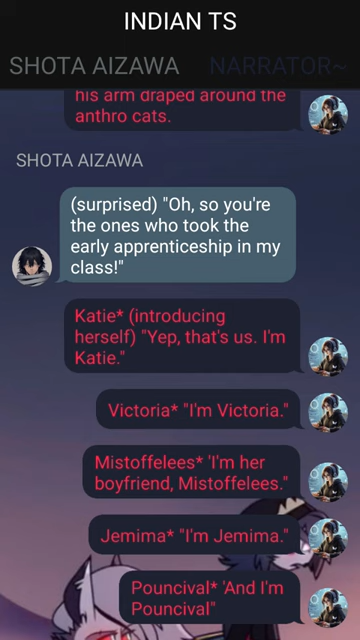 INDIAN TS
SHOTA AIZAWA
NARRATOR~
his arm draped around the
anthro cats.
SHOTA AIZAWA
(surprised) "Oh, so you're
the ones who took the
early apprenticeship in my
class!"
Katie* (introducing
herself) "Yep, that's us. I'm
Katie."
Victoria* "I'm Victoria."
Mistoffelees* 'I'm her
boyfriend, Mistoffelees."
Jemima* "I'm Jemima."
Pouncival* 'And I'm
Pouncival"